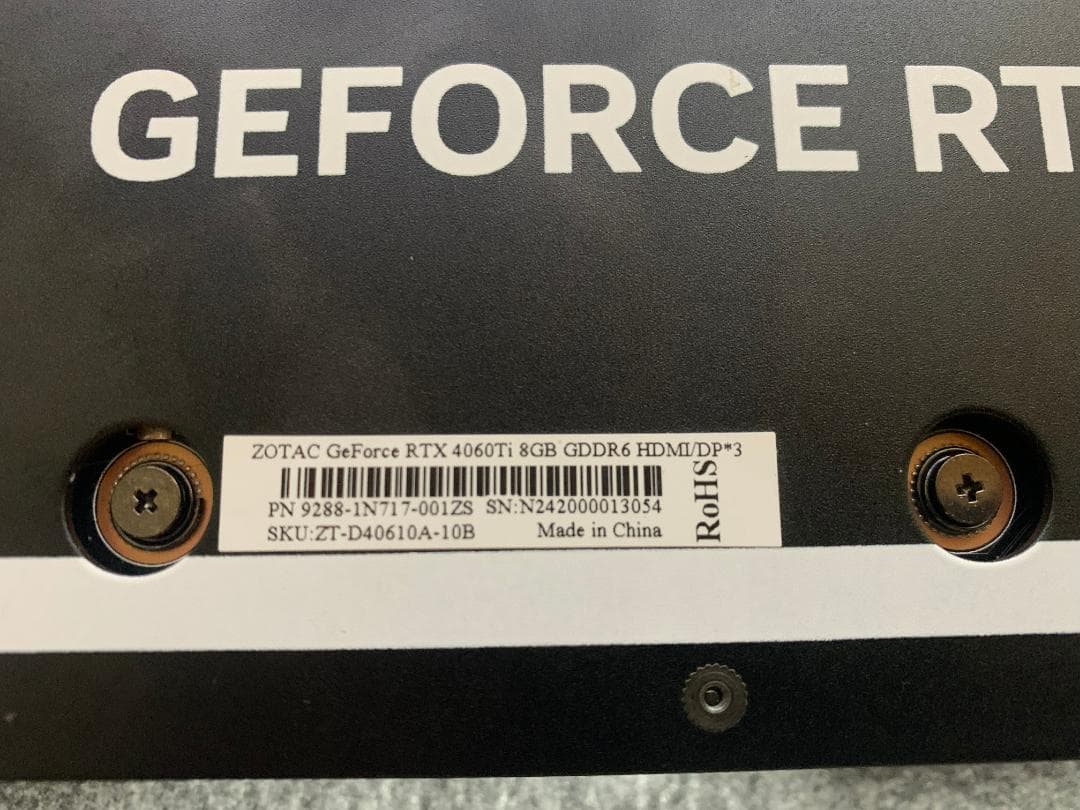 GEFORCE RT
ZOTAC GeForce RTX 4060Ti 8GB GDDR6 HDMI/DP*3
PN 9288-1N717-001ZS SN:N242000013054
SKU:ZT-D40610A-10B Made in China
RoHS